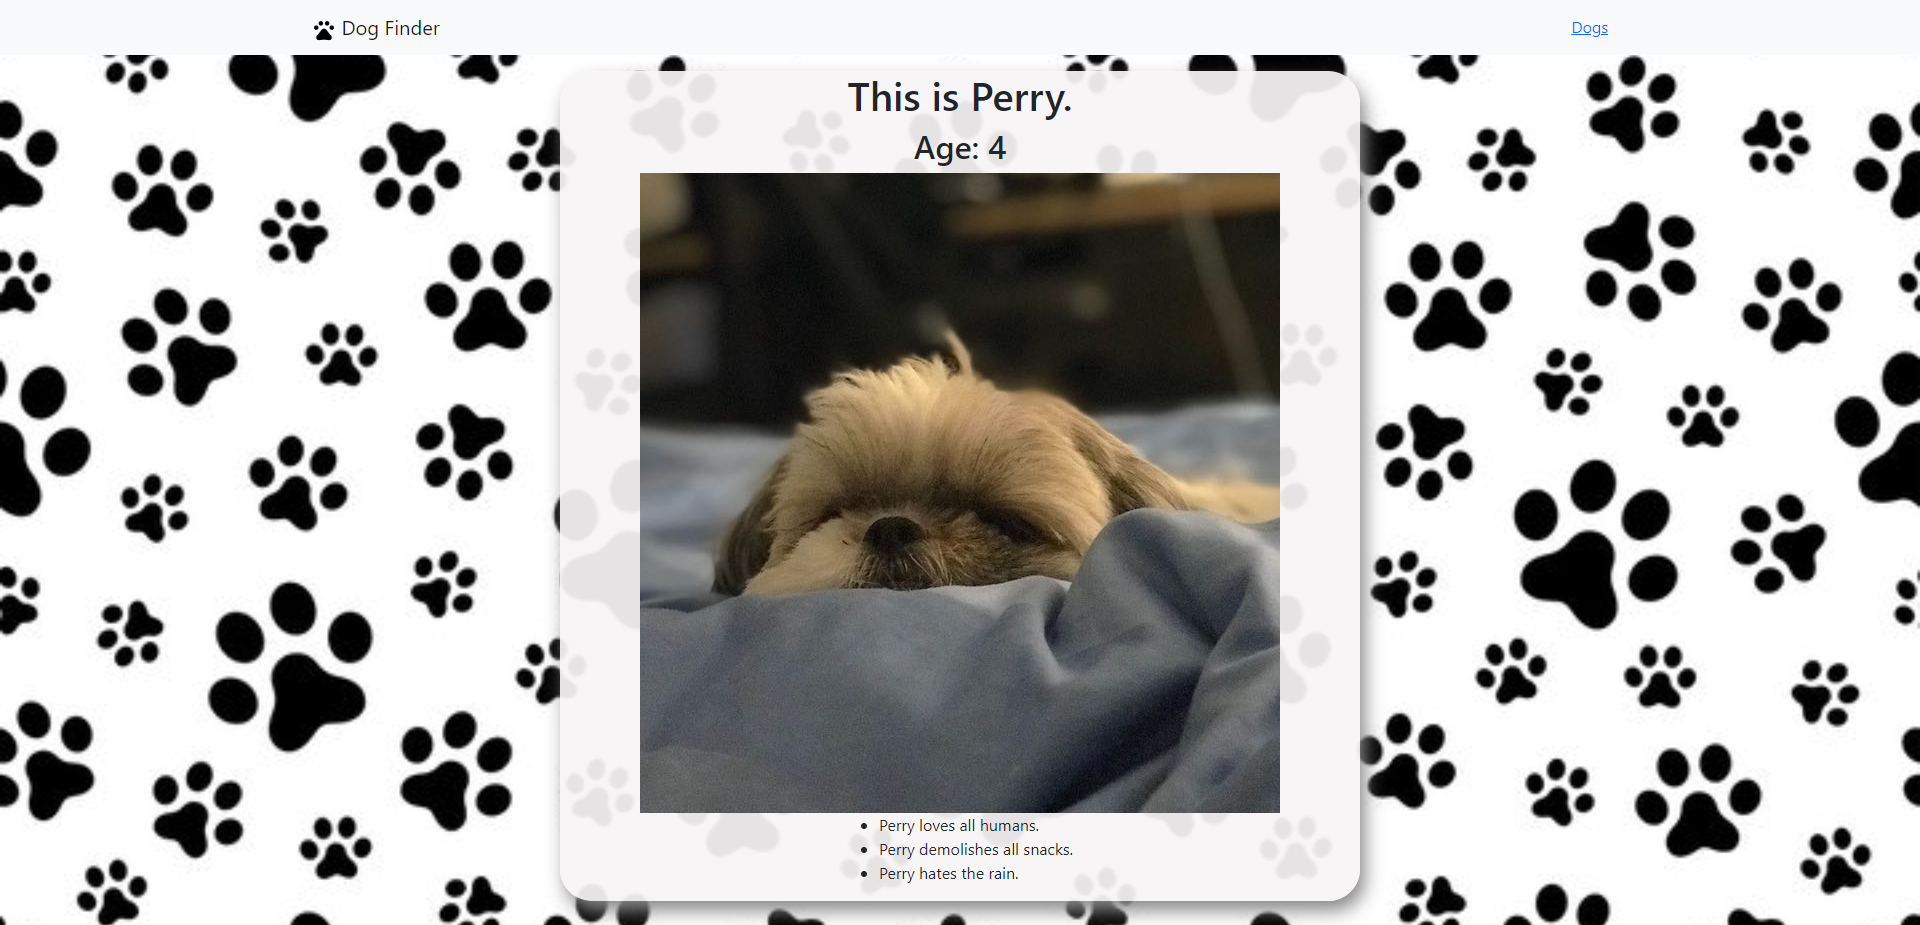 Dog Finder
Dogs
This is Perry.
Age: 4
Perry loves all humans.
Perry demolishes all snacks.
Perry hates the rain.